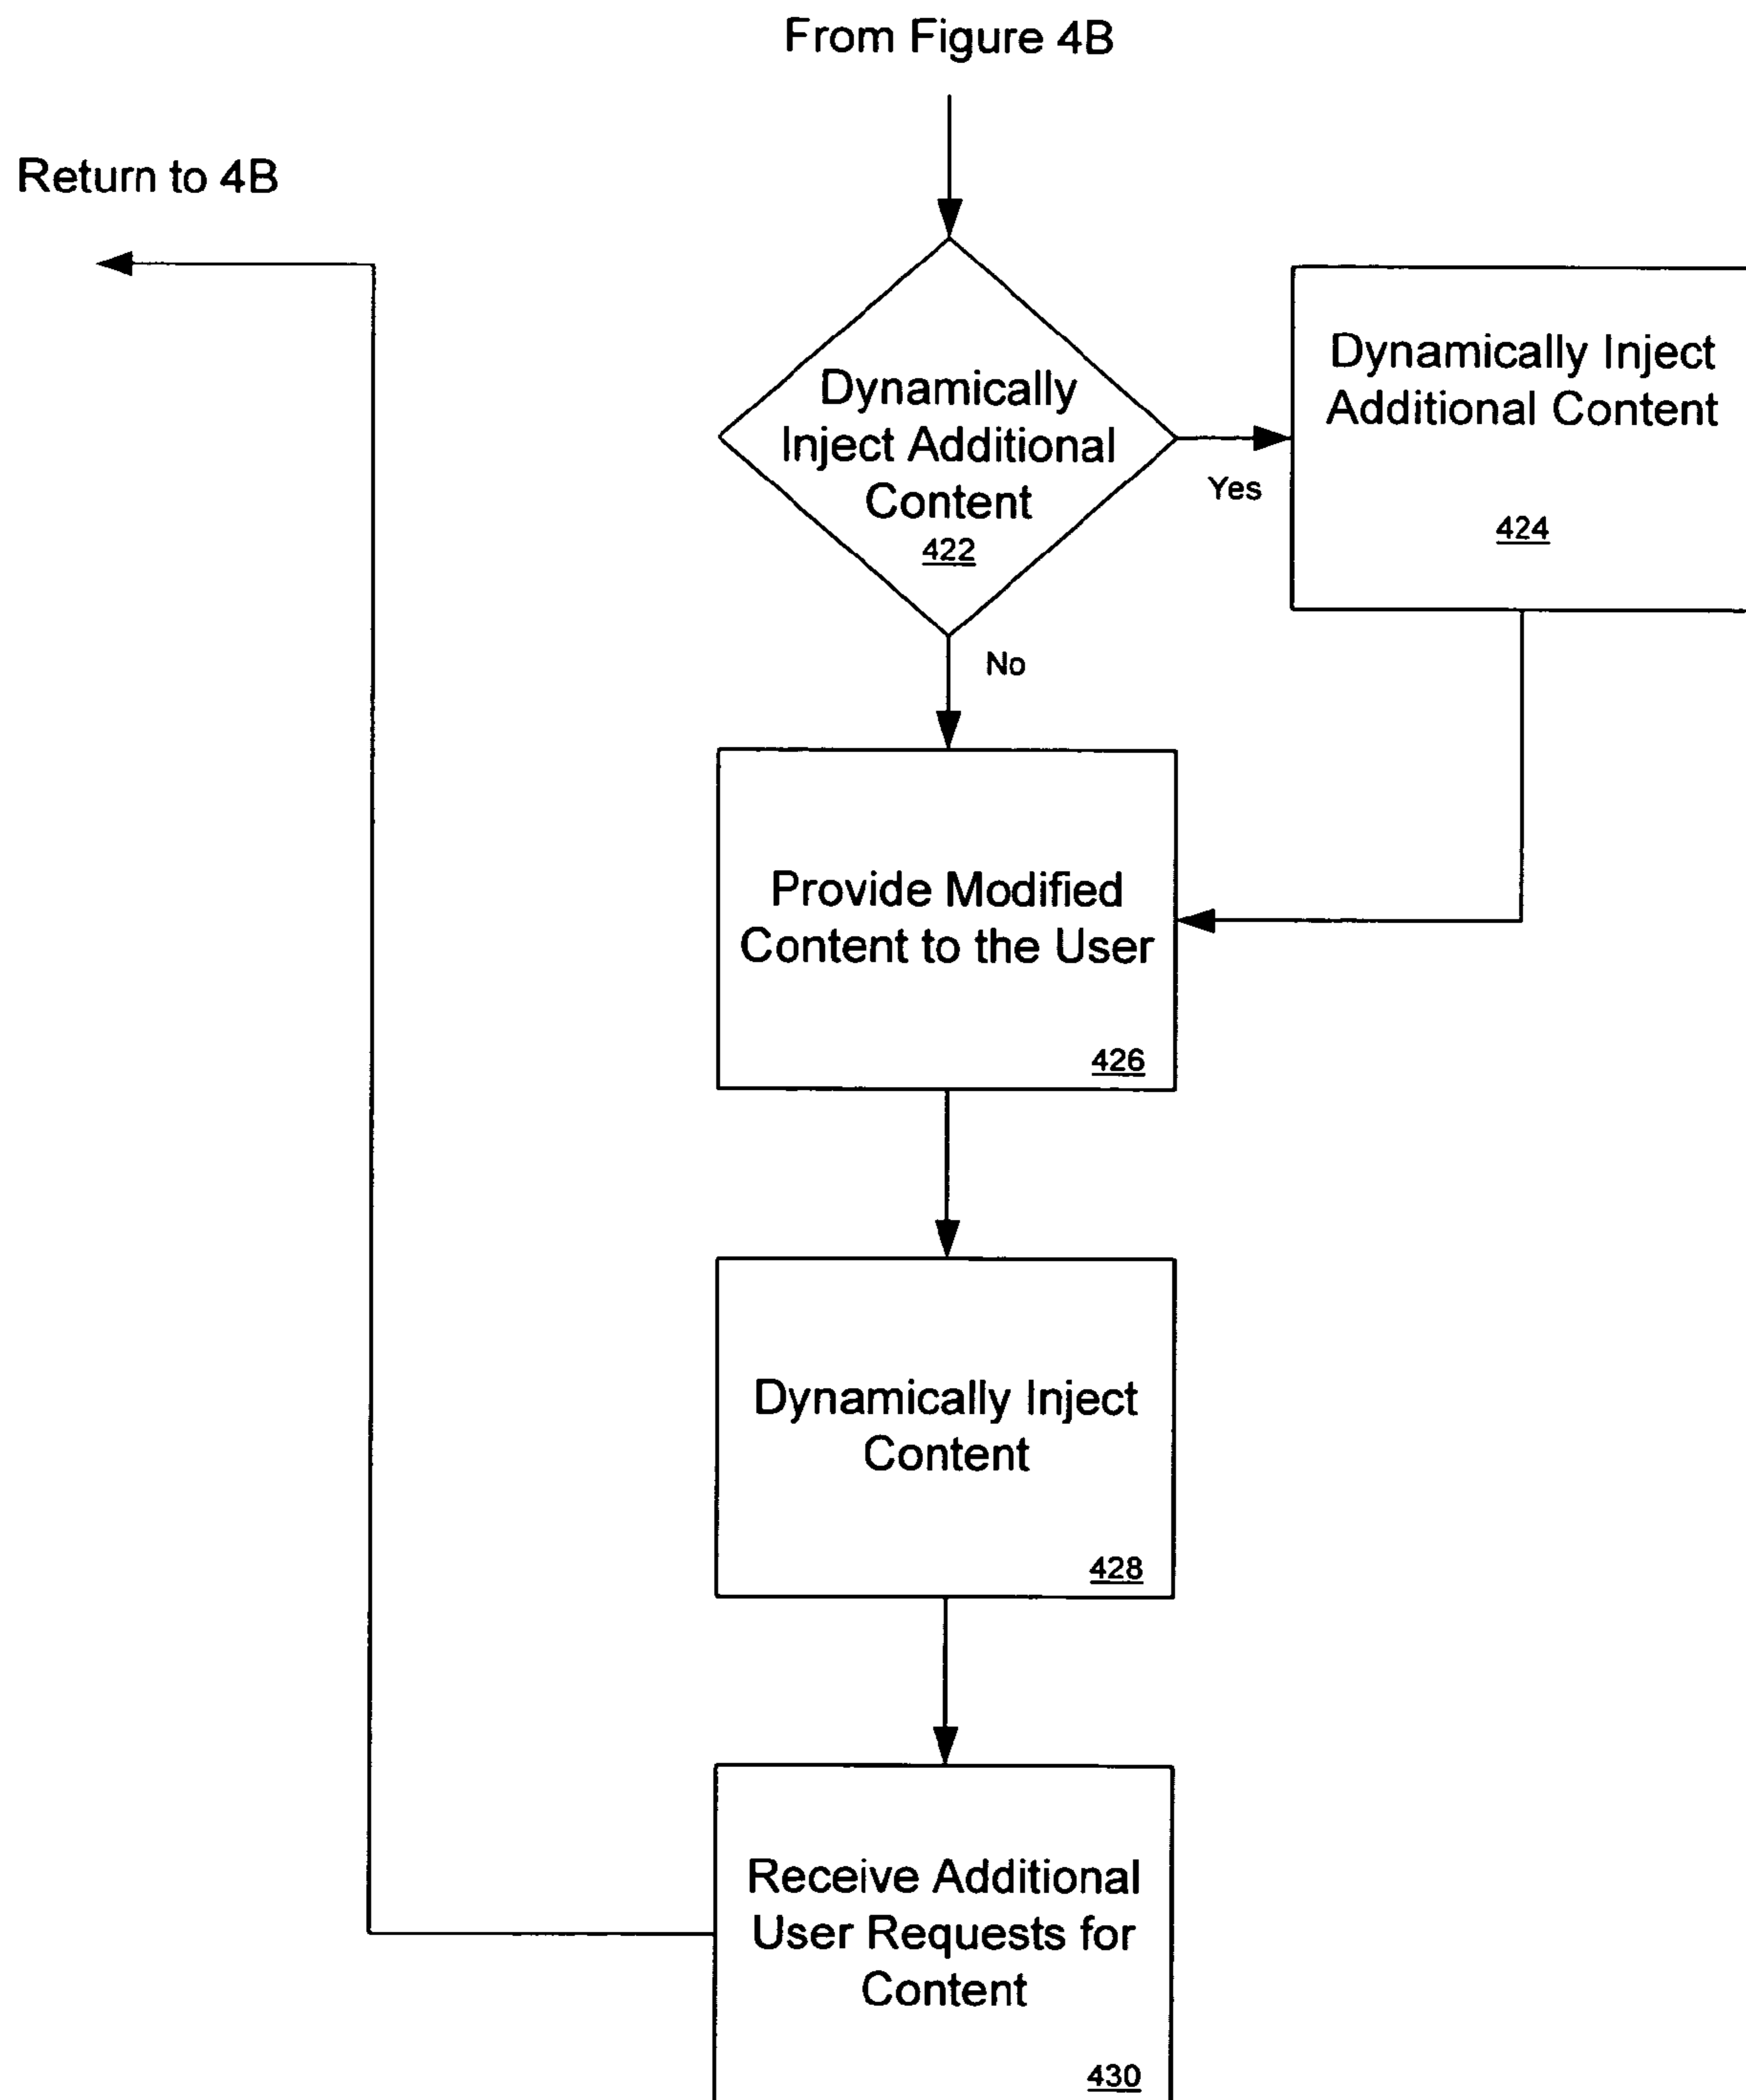 From Figure 4B
Return to 4B
Dynamically
Inject Additional
Content
422
Yes
Dynamically Inject
Additional Content
424
No
Provide Modified
Content to the User
426
Dynamically Inject
Content
428
Receive Additional
User Requests for
Content
430